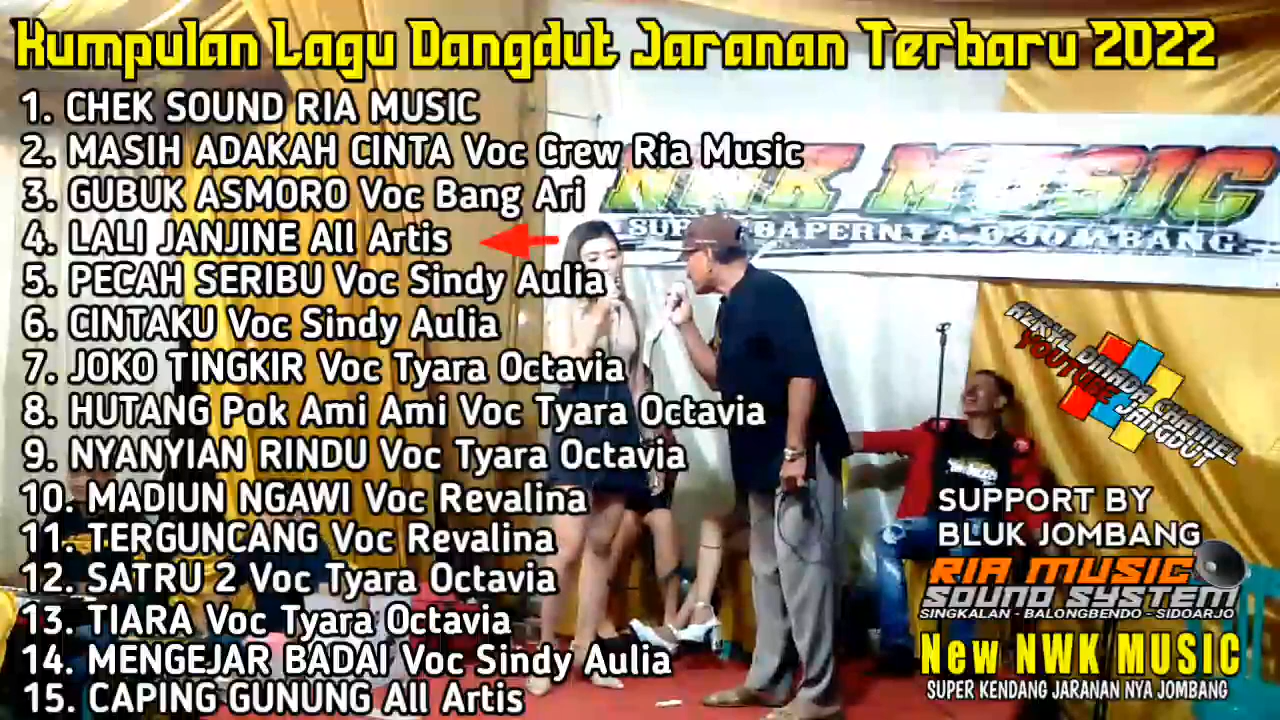 Kumpulan Lagu Dangdut Jaranan Terbaru 2022
1. CHEK SOUND RIA MUSIC
2. MASIH ADAKAH CINTA Voc Crew Ria Music
3. GUBUK ASMORO Voc Bang Ari
4. LALI JANJINE All Artis
5. PECAH SERIBU Voc Sindy Aulia
6. CINTAKU Voc Sindy Aulia
7. JOKO TINGKIR Voc Tyara Octavia
8. HUTANG Pok Ami Ami Voc Tyara Octavia
9. NYANYIAN RINDU Voc Tyara Octavia
10. MADIUN NGAWI Voc Revalina
11. TERGUNCANG Voc Revalina
12. SATRU 2 Voc Tyara Octavia
13. TIARA Voc Tyara Octavia
14. MENGEJAR BADAI Voc Sindy Aulia
15. CAPING GUNUNG All Artis
NWK MUSIC
D'JOMBANG
AZRYL DMADA CHANNEL
YOUTUBE JANGDUT
SUPPORT BY
BLUK JOMBANG
RIA MUSIC
SOUND SYSTEM
SINGKALAN - BALONGBENDO - SIDOARJO
New NWK MUSIC
SUPER KENDANG JARANAN NYA JOMBANG